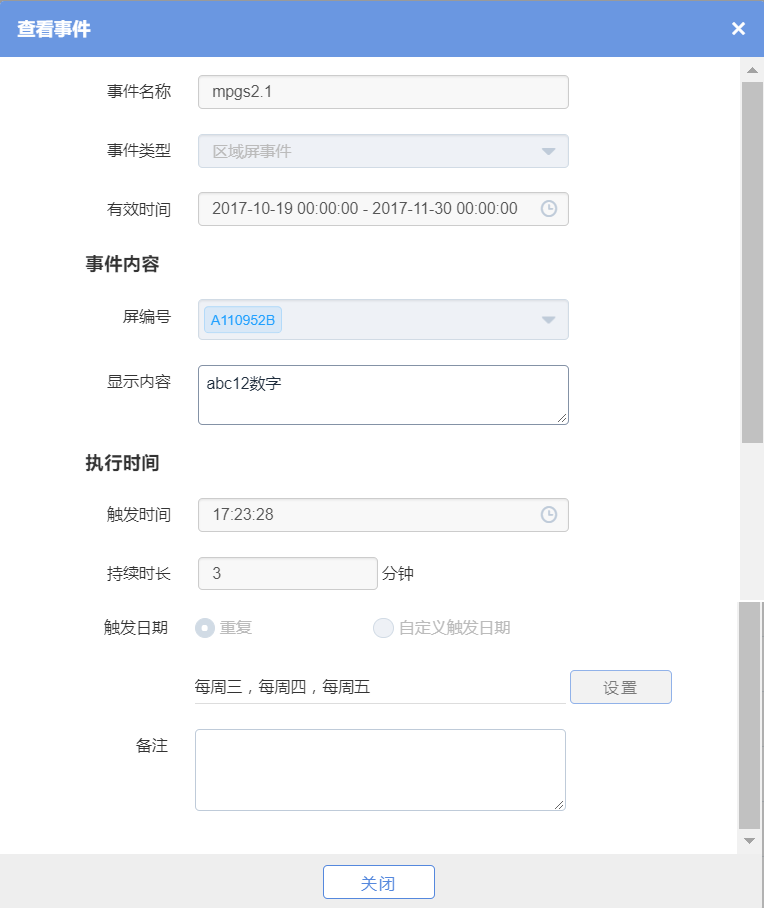 查看事件
事件名称 mpgs2.1
事件类型 区域屏事件
有效时间 2017-10-19 00:00:00 - 2017-11-30 00:00:00
事件内容
屏编号 A110952B
显示内容 abc12数字
执行时间
触发时间 17:23:28
持续时长 3 分钟
触发日期 重复 自定义触发日期
每周三，每周四，每周五 设置
备注
关闭